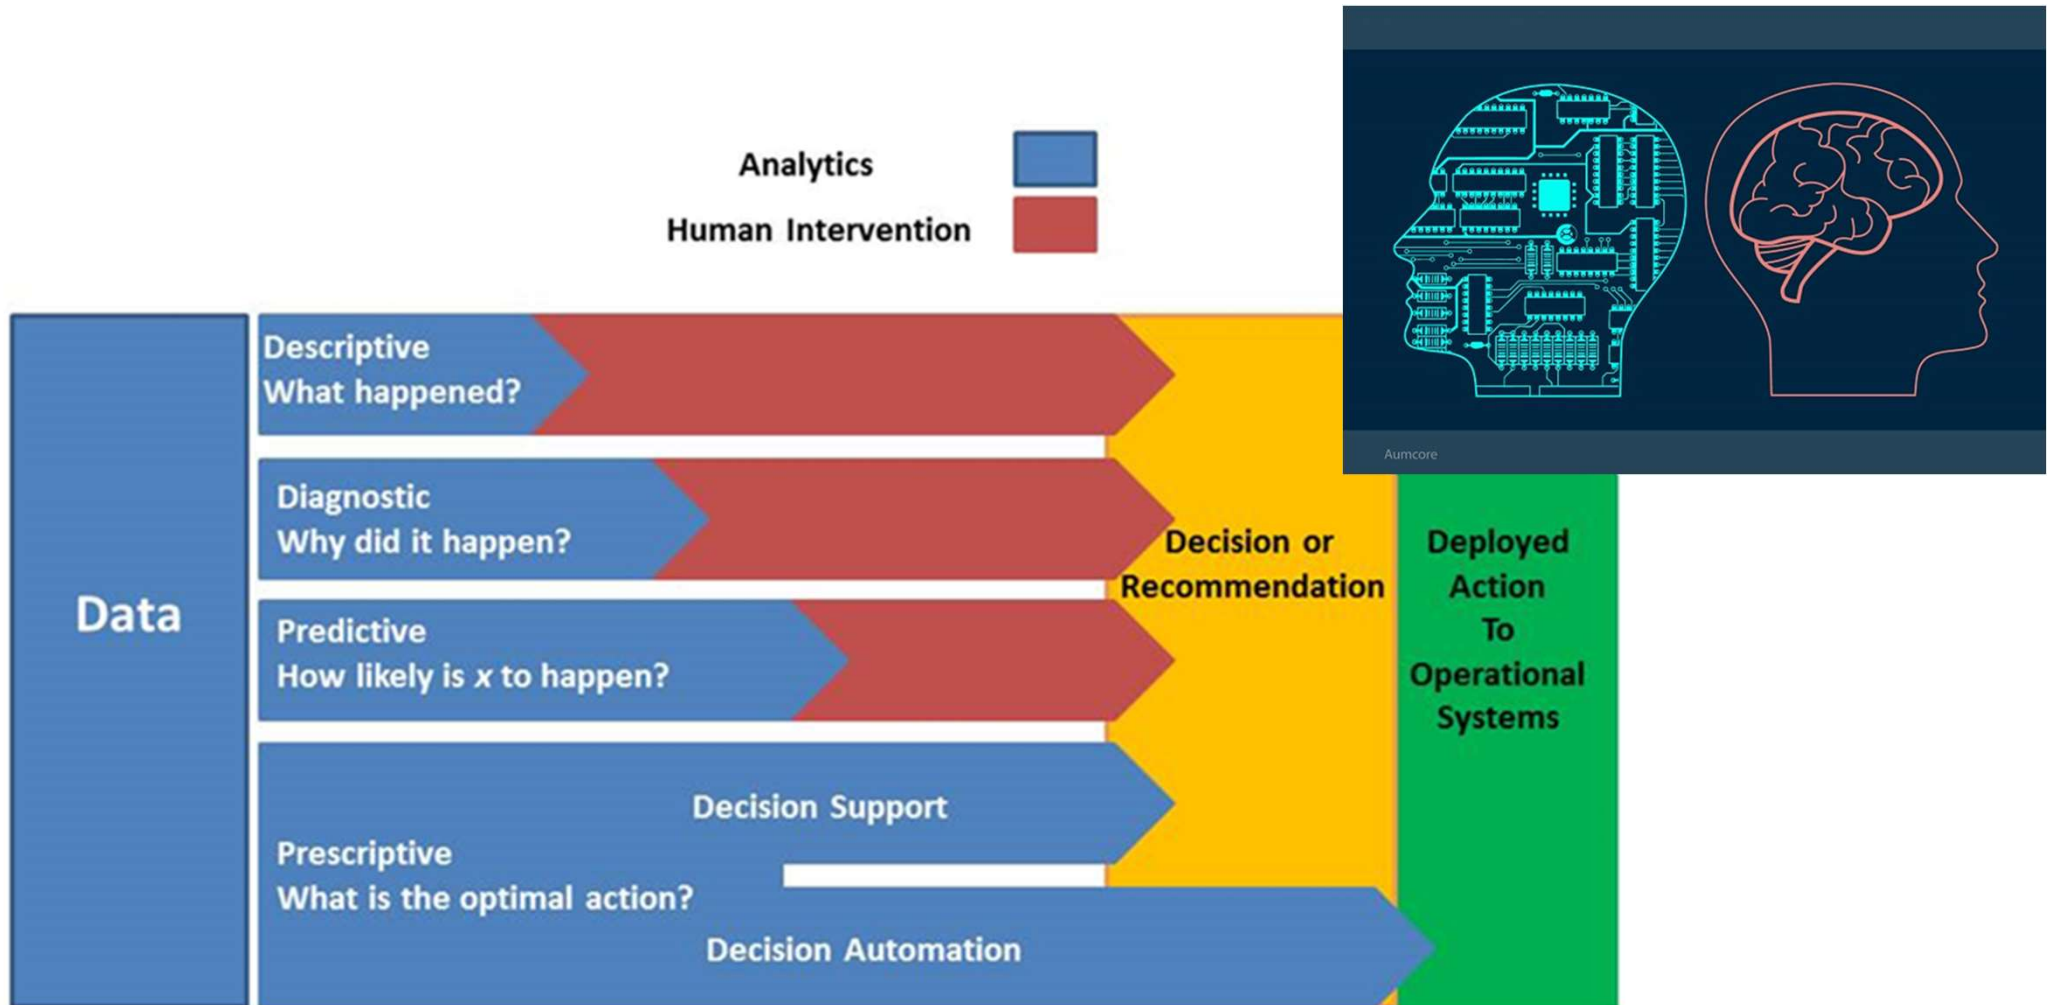 Analytics
Human Intervention
Aumcore
Data
Descriptive
What happened?
Diagnostic
Why did it happen?
Predictive
How likely is x to happen?
Decision Support
Prescriptive
What is the optimal action?
Decision Automation
Decision or
Recommendation
Deployed
Action
To
Operational
Systems